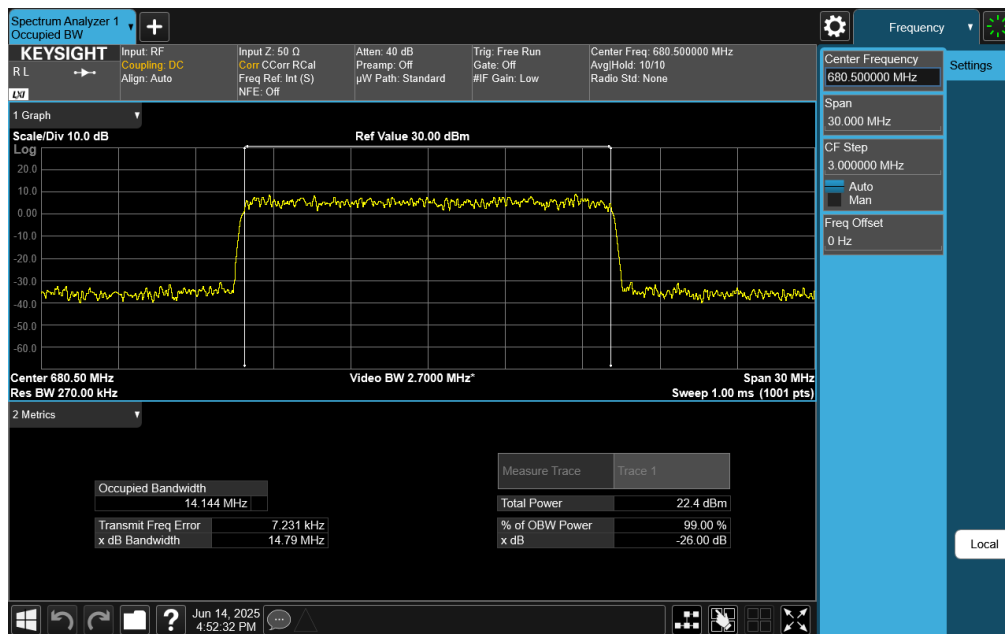 Spectrum Analyzer 1
Occupied BW
Frequency
KEYSIGHT
R L
LXI
Input: RF
Coupling: DC
Align: Auto
Input Z: 50 Ω
Corr CCorr RCal
Freq Ref: Int (S)
NFE: Off
Atten: 40 dB
Preamp: Off
µW Path: Standard
Trig: Free Run
Gate: Off
#IF Gain: Low
Center Freq: 680.500000 MHz
Avg|Hold: 10/10
Radio Std: None
Center Frequency
680.500000 MHz
Settings
Span
30.000 MHz
CF Step
3.000000 MHz
Auto
Man
Freq Offset
0 Hz
Local
1 Graph
Scale/Div 10.0 dB
Ref Value 30.00 dBm
Log
20.0
10.0
0.00
-10.0
-20.0
-30.0
-40.0
-50.0
-60.0
Center 680.50 MHz
Video BW 2.7000 MHz*
Span 30 MHz
Res BW 270.00 kHz
Sweep 1.00 ms (1001 pts)
2 Metrics
Measure Trace Trace 1
Occupied Bandwidth
14.144 MHz
Total Power 22.4 dBm
Transmit Freq Error 7.231 kHz
% of OBW Power 99.00 %
x dB Bandwidth 14.79 MHz
x dB -26.00 dB
Jun 14, 2025
4:52:32 PM